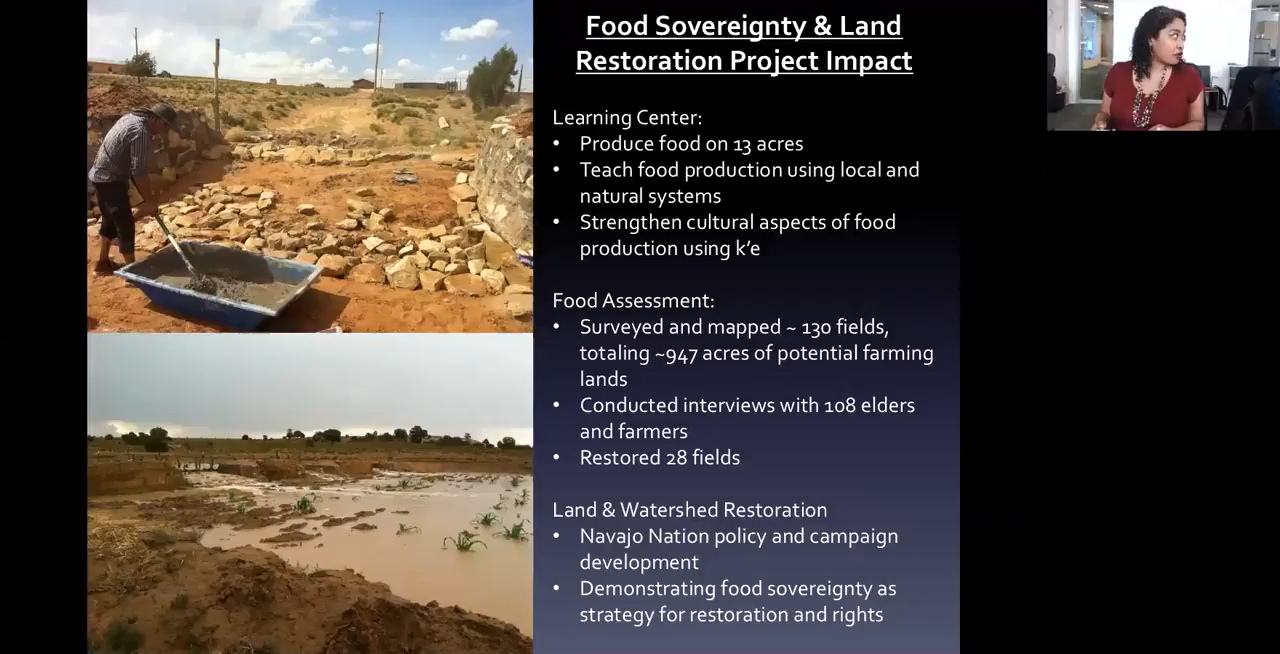 Food Sovereignty & Land
Restoration Project Impact
Learning Center:
• Produce food on 13 acres
• Teach food production using local and
natural systems
• Strengthen cultural aspects of food
production using k’e
Food Assessment:
• Surveyed and mapped ~ 130 fields,
totaling ~947 acres of potential farming
lands
• Conducted interviews with 108 elders
and farmers
• Restored 28 fields
Land & Watershed Restoration
• Navajo Nation policy and campaign
development
• Demonstrating food sovereignty as
strategy for restoration and rights